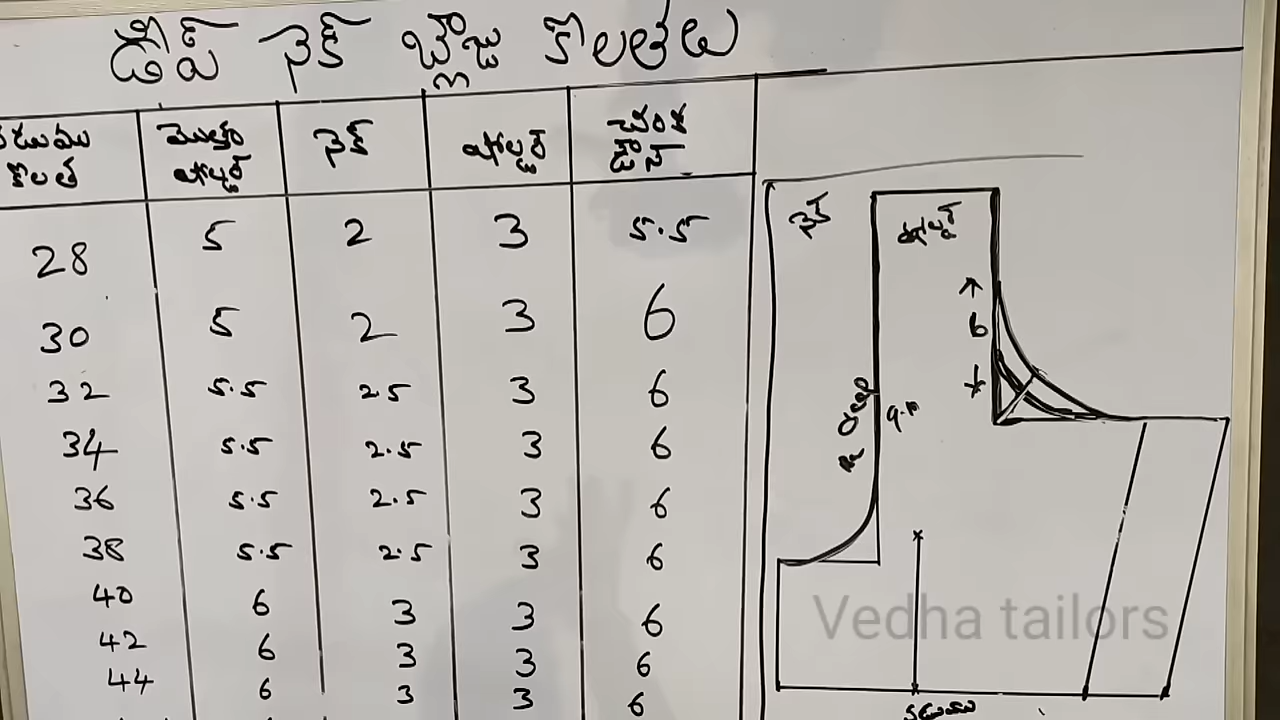 డీప్ నెక్ బ్లౌజు కొలతలు
నడుము కొలత మొత్తం షోల్డర్ నెక్ షోల్డర్ చంక డౌన్
28 5 2 3 5.5
30 5 2 3 6
32 5.5 2.5 3 6
34 5.5 2.5 3 6
36 5.5 2.5 3 6
38 5.5 2.5 3 6
40 6 3 3 6
42 6 3 3 6
44 6 3 3 6
నెక్
షోల్డర్
6
నడుము
Vedha tailors